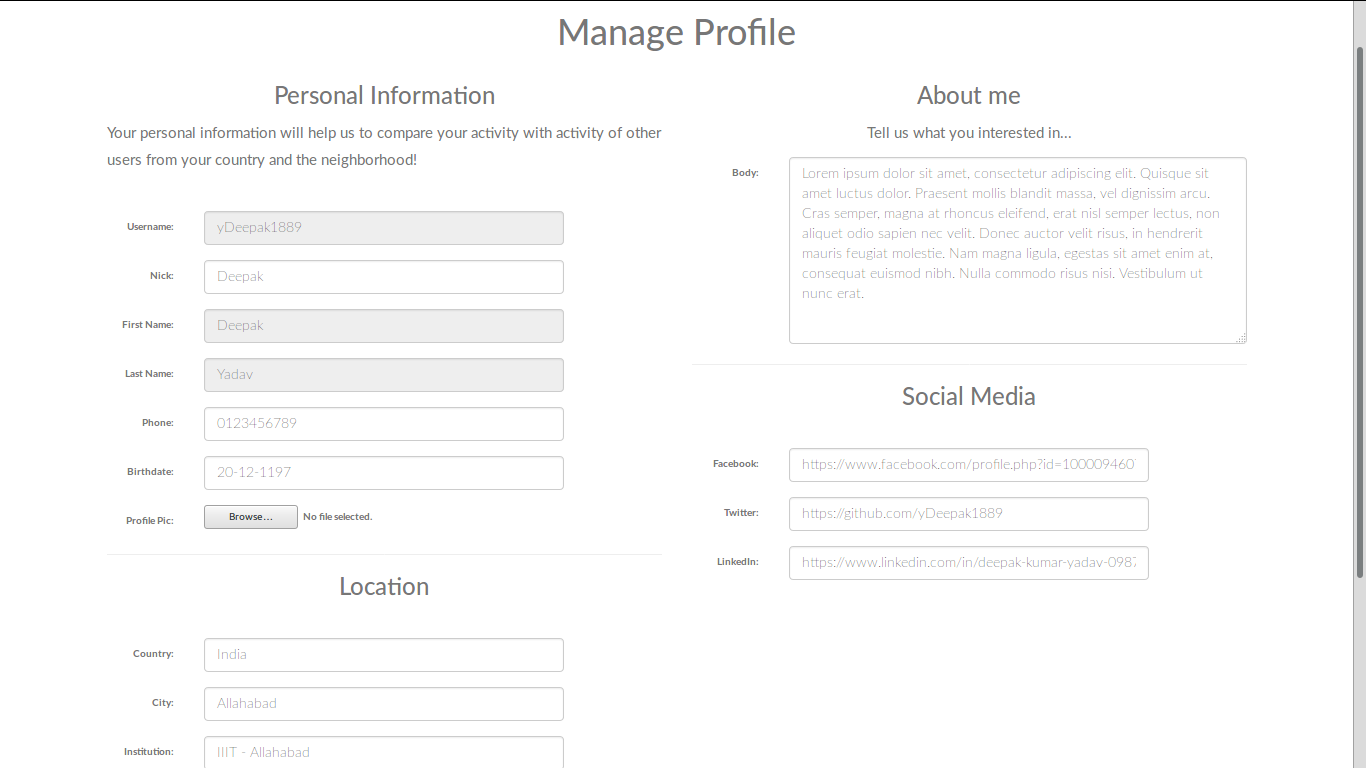 Manage Profile
Personal Information
Your personal information will help us to compare your activity with activity of other
users from your country and the neighborhood!
Username:
yDeepak1889
Nick:
Deepak
First Name:
Deepak
Last Name:
Yadav
Phone:
0123456789
Birthdate:
20-12-1197
Profile Pic:
Browse...
No file selected.
Location
Country:
India
City:
Allahabad
Institution:
IIIT - Allahabad
About me
Tell us what you interested in...
Body:
Lorem ipsum dolor sit amet, consectetur adipiscing elit. Quisque sit
amet luctus dolor. Praesent mollis blandit massa, vel dignissim arcu.
Cras semper, magna at rhoncus eleifend, erat nisl semper lectus, non
aliquet odio sapien nec velit. Donec auctor velit risus, in hendrerit
mauris feugiat molestie. Nam magna ligula, egestas sit amet enim at,
consequat euismod nibh. Nulla commodo risus nisi. Vestibulum ut
nunc erat.
Social Media
Facebook:
https://www.facebook.com/profile.php?id=100009460
Twitter:
https://github.com/yDeepak1889
LinkedIn:
https://www.linkedin.com/in/deepak-kumar-yadav-098